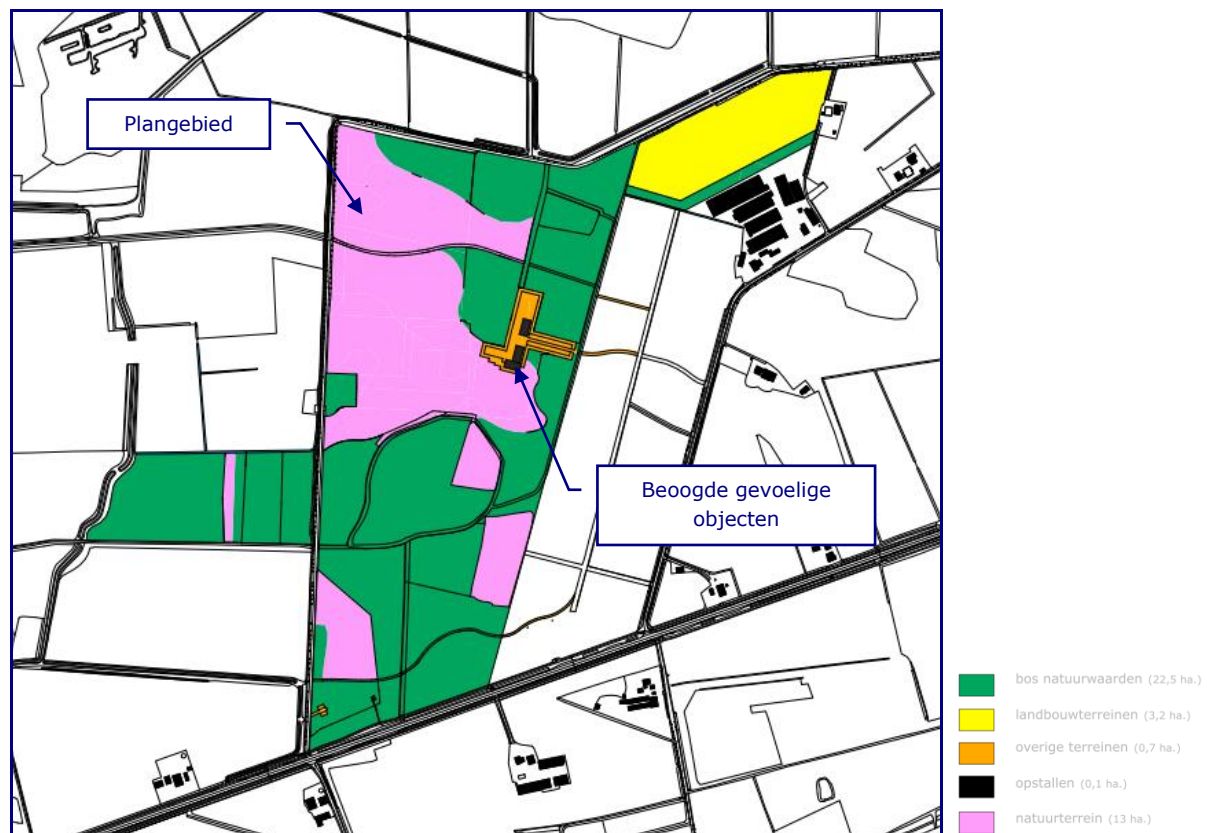 Plangebied
Beoogde gevoelige
objecten
bos natuurwaarden (22,5 ha.)
landbouwterreinen (3,2 ha.)
overige terreinen (0,7 ha.)
opstallen (0,1 ha.)
natuurterrein (13 ha.)